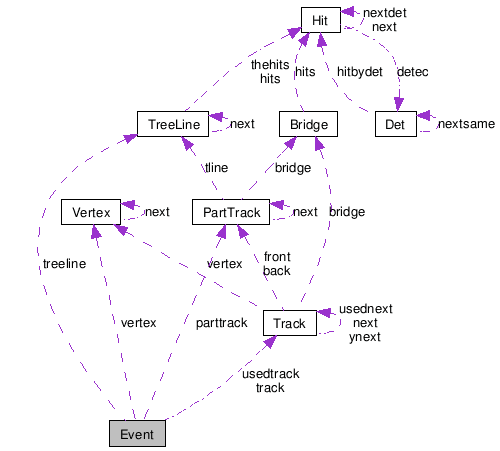 Hit
nextdet
next
thehits
hits
hits
hitbydet
detec
TreeLine
next
Bridge
Det
nextsame
tline
bridge
Vertex
next
PartTrack
next
bridge
treeline
vertex
front
back
vertex
parttrack
Track
usednext
next
ynext
usedtrack
track
Event